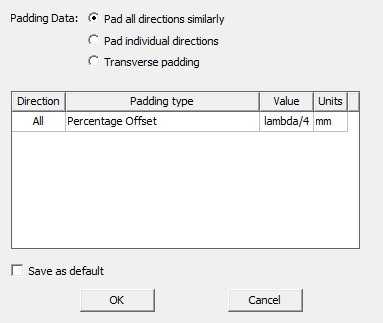 Padding Data: Pad all directions similarly
Pad individual directions
Transverse padding
Direction Padding type Value Units
All Percentage Offset lambda/4 mm
Save as default
OK Cancel